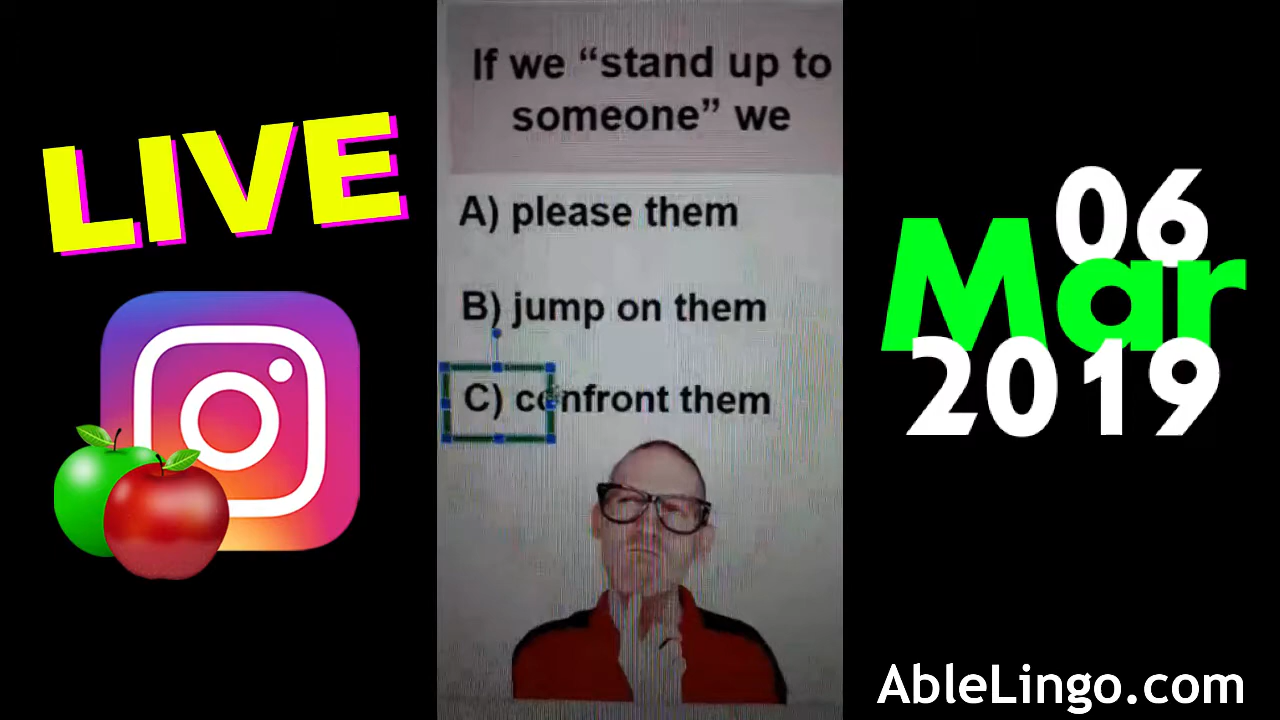 LIVE
If we “stand up to
someone” we
A) please them
B) jump on them
C) confront them
06
Mar
2019
AbleLingo.com